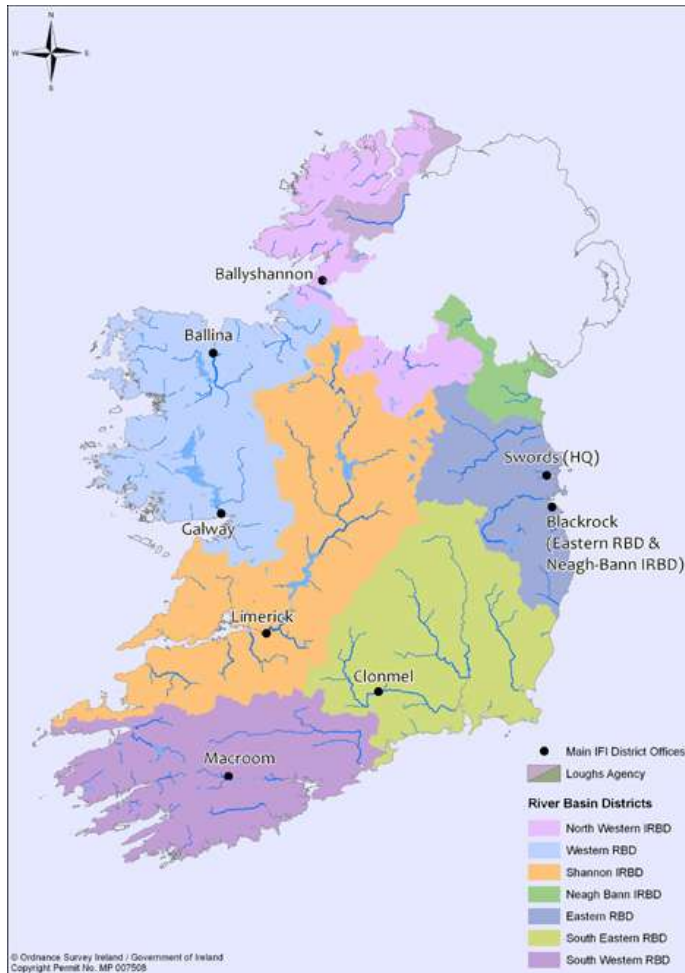 N
W
E
S
Ballyshannon
Ballina
Swords (HQ)
Galway
Blackrock
(Eastern RBD &
Neagh-Bann IRBD)
Limerick
Clonmel
Macroom
Main IFI District Offices
Loughs Agency
River Basin Districts
North Western IRBD
Western RBD
Shannon IRBD
Neagh Bann IRBD
Eastern RBD
South Eastern RBD
South Western RBD
© Ordnance Survey Ireland / Government of Ireland
Copyright Permit No. MP 007508